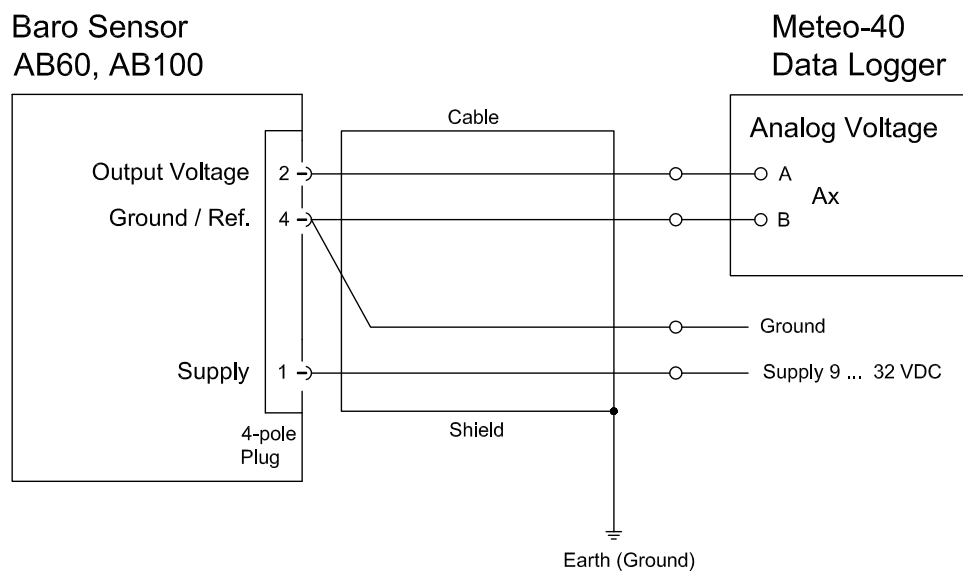 Baro Sensor
AB60, AB100
Meteo-40
Data Logger
Cable
Analog Voltage
Output Voltage
2
A
Ax
Ground / Ref.
4
B
Ground
Supply
1
Supply 9 ... 32 VDC
4-pole
Plug
Shield
Earth (Ground)